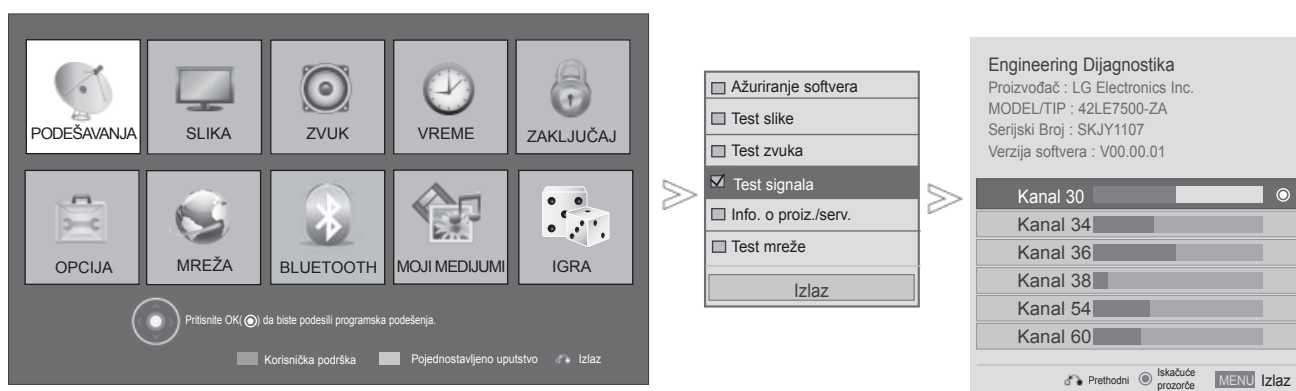 PODEŠAVANJA
SLIKA
ZVUK
VREME
ZAKLJUČAJ
OPCIJA
MREŽA
BLUETOOTH
MOJI MEDIJUMI
IGRA
Pritisnite OK( ) da biste podesili programska podešenja.
Korisnička podrška
Pojednostavljeno uputstvo
Izlaz
Ažuriranje softvera
Test slike
Test zvuka
Test signala
Info. o proiz./serv.
Test mreže
Izlaz
Engineering Dijagnostika
Proizvođač : LG Electronics Inc.
MODEL/TIP : 42LE7500-ZA
Serijski Broj : SKJY1107
Verzija softvera : V00.00.01
Kanal 30
Kanal 34
Kanal 36
Kanal 38
Kanal 54
Kanal 60
Prethodni
Iskačuće
prozorče
MENU Izlaz